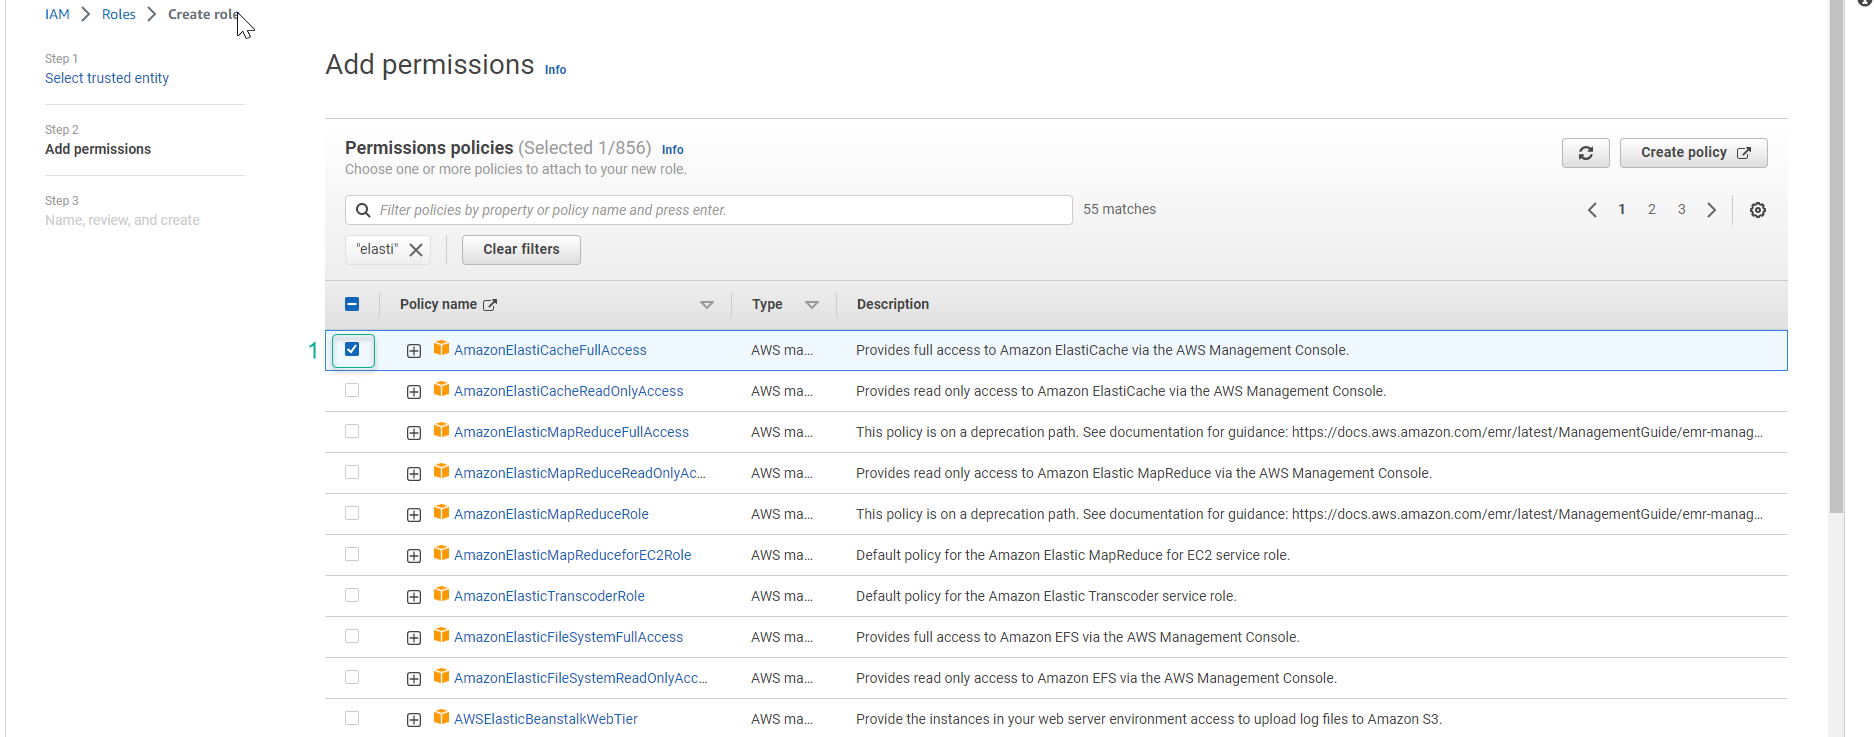 IAM > Roles > Create role
Step 1
Select trusted entity
Step 2
Add permissions
Step 3
Name, review, and create
Add permissions Info
Permissions policies (Selected 1/856) Info
Choose one or more policies to attach to your new role.
Create policy
Filter policies by property or policy name and press enter.
55 matches
1 2 3
"elasti"
Clear filters
Policy name Type Description
1
AmazonElastiCacheFullAccess AWS ma... Provides full access to Amazon ElastiCache via the AWS Management Console.
AmazonElastiCacheReadOnlyAccess AWS ma... Provides read only access to Amazon ElastiCache via the AWS Management Console.
AmazonElasticMapReduceFullAccess AWS ma... This policy is on a deprecation path. See documentation for guidance: https://docs.aws.amazon.com/emr/latest/ManagementGuide/emr-manag...
AmazonElasticMapReduceReadOnlyAc... AWS ma... Provides read only access to Amazon Elastic MapReduce via the AWS Management Console.
AmazonElasticMapReduceRole AWS ma... This policy is on a deprecation path. See documentation for guidance: https://docs.aws.amazon.com/emr/latest/ManagementGuide/emr-manag...
AmazonElasticMapReduceforEC2Role AWS ma... Default policy for the Amazon Elastic MapReduce for EC2 service role.
AmazonElasticTranscoderRole AWS ma... Default policy for the Amazon Elastic Transcoder service role.
AmazonElasticFileSystemFullAccess AWS ma... Provides full access to Amazon EFS via the AWS Management Console.
AmazonElasticFileSystemReadOnlyAcc... AWS ma... Provides read only access to Amazon EFS via the AWS Management Console.
AWSElasticBeanstalkWebTier AWS ma... Provide the instances in your web server environment access to upload log files to Amazon S3.